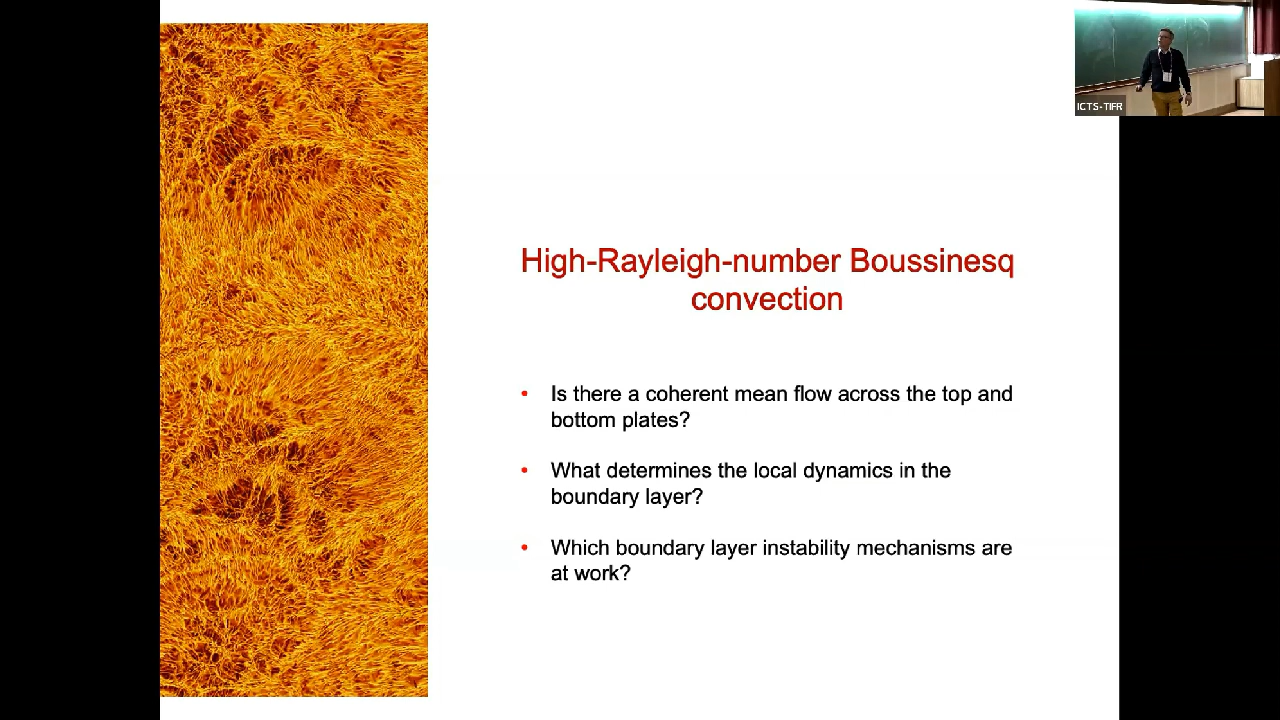 ICTS-TIFR
High-Rayleigh-number Boussinesq
convection
• Is there a coherent mean flow across the top and
bottom plates?
• What determines the local dynamics in the
boundary layer?
• Which boundary layer instability mechanisms are
at work?